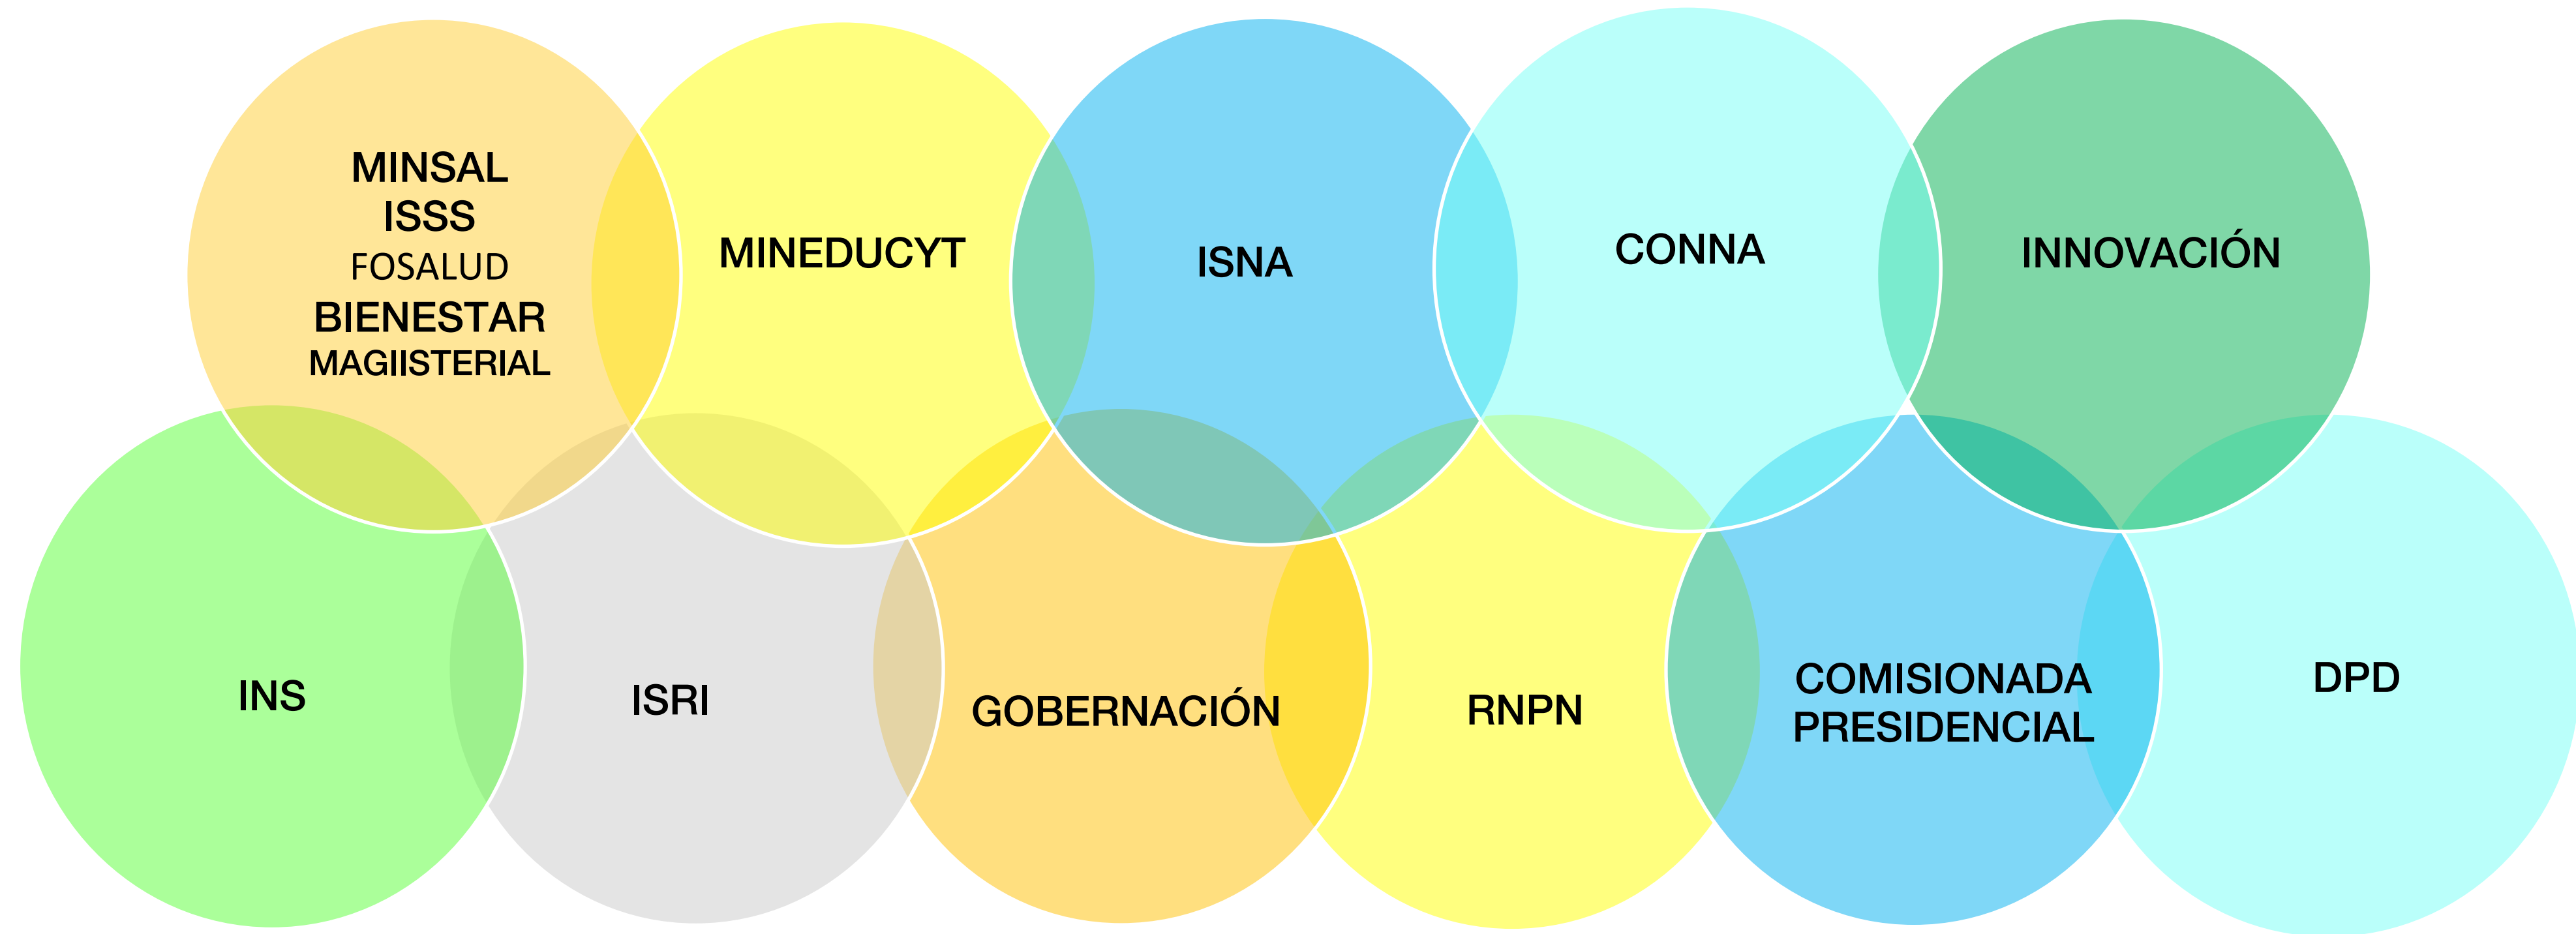 MINSAL
ISSS
FOSALUD
BIENESTAR
MAGIISTERIAL
MINEDUCYT
ISNA
CONNA
INNOVACIÓN
INS
ISRI
GOBERNACIÓN
RNPN
COMISIONADA
PRESIDENCIAL
DPD